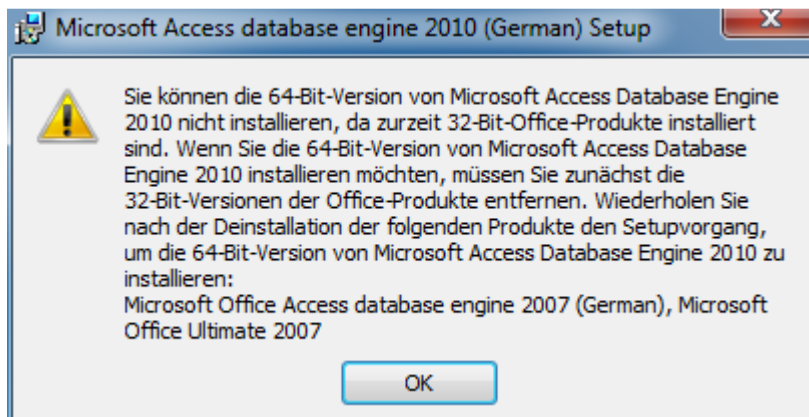 Microsoft Access database engine 2010 (German) Setup
Sie können die 64-Bit-Version von Microsoft Access Database Engine
2010 nicht installieren, da zurzeit 32-Bit-Office-Produkte installiert
sind. Wenn Sie die 64-Bit-Version von Microsoft Access Database
Engine 2010 installieren möchten, müssen Sie zunächst die
32-Bit-Versionen der Office-Produkte entfernen. Wiederholen Sie
nach der Deinstallation der folgenden Produkte den Setupvorgang,
um die 64-Bit-Version von Microsoft Access Database Engine 2010 zu
installieren:
Microsoft Office Access database engine 2007 (German), Microsoft
Office Ultimate 2007
OK